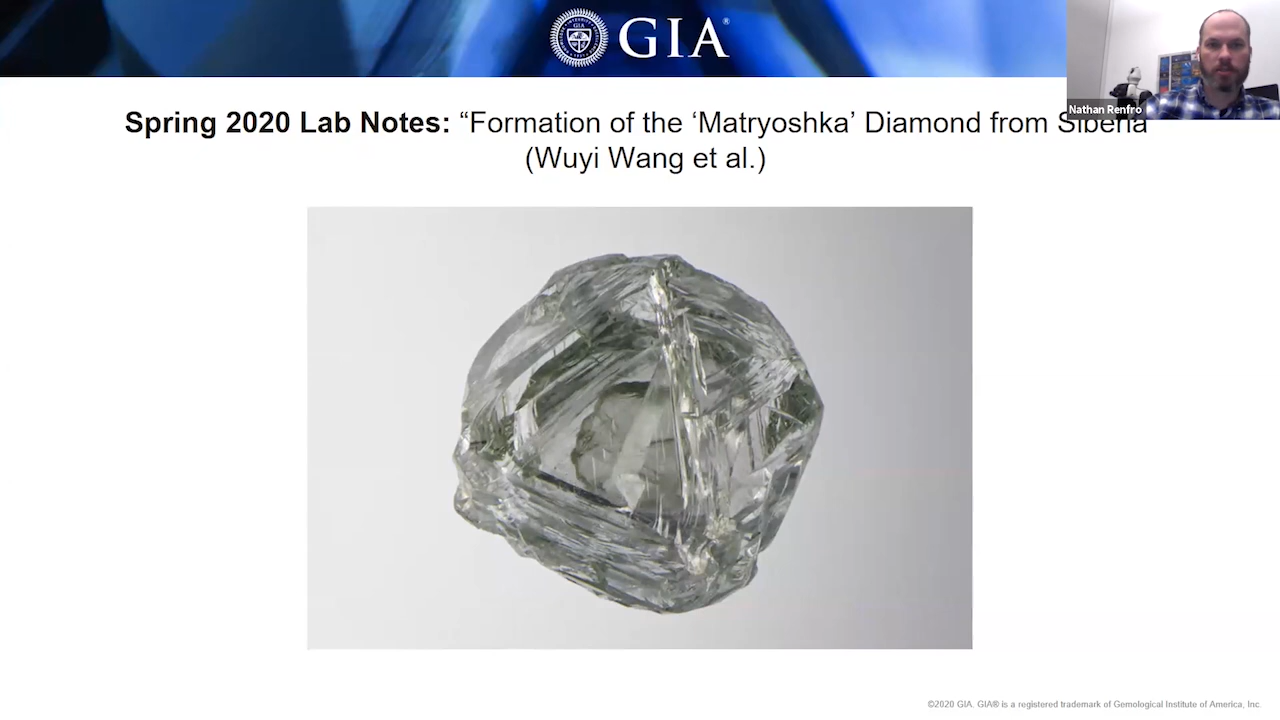 GIA®
Nathan Renfro
Spring 2020 Lab Notes: “Formation of the ‘Matryoshka’ Diamond from Siberia
(Wuyi Wang et al.)
©2020 GIA. GIA® is a registered trademark of Gemological Institute of America, Inc.